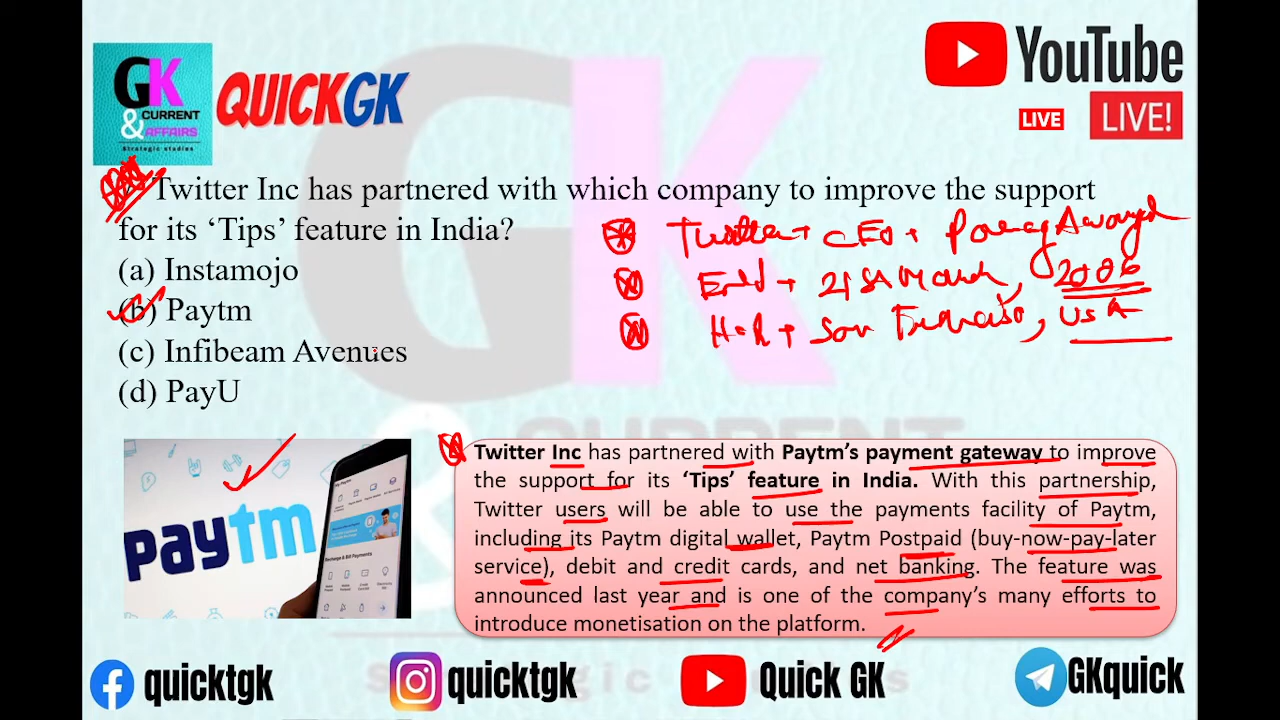 GK
CURRENT
& AFFAIRS
Strategic studies
QUICKGK
YouTube
LIVE
LIVE!
Twitter Inc has partnered with which company to improve the support
for its ‘Tips’ feature in India?
(a) Instamojo
(b) Paytm
(c) Infibeam Avenues
(d) PayU
Twitter CEO
21st March, 2006
San Francisco, USA
paytm
Twitter Inc has partnered with Paytm’s payment gateway to improve
the support for its ‘Tips’ feature in India. With this partnership,
Twitter users will be able to use the payments facility of Paytm,
including its Paytm digital wallet, Paytm Postpaid (buy-now-pay-later
service), debit and credit cards, and net banking. The feature was
announced last year and is one of the company’s many efforts to
introduce monetisation on the platform.
quicktgk
quicktgk
Quick GK
GKquick